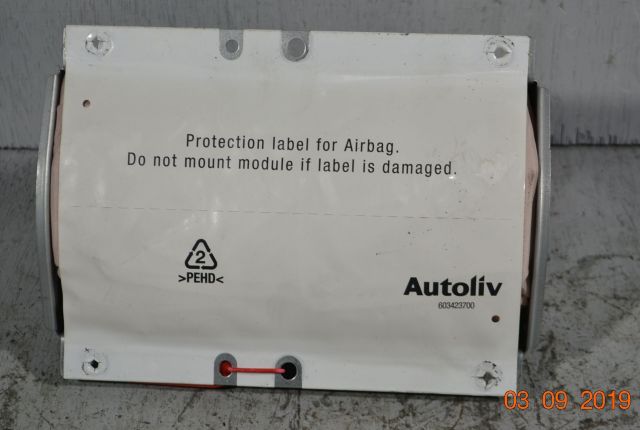 Protection label for Airbag.
Do not mount module if label is damaged.
2
>PEHD<
Autoliv
603423700
03 09 2019